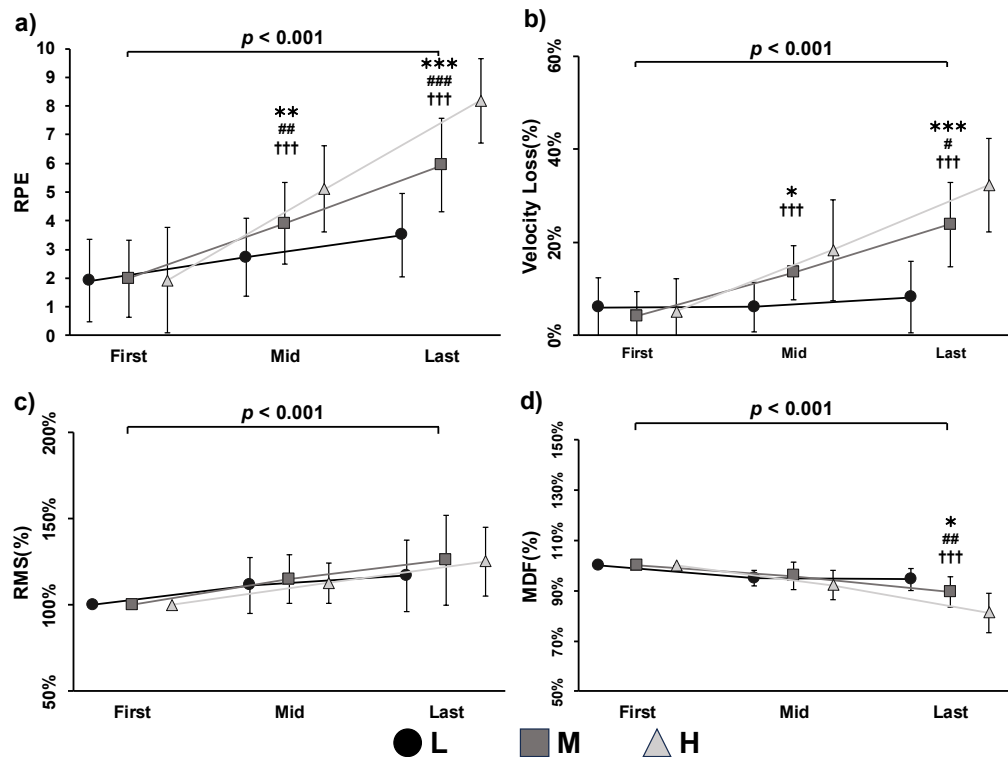 a)
p < 0.001
RPE
10
9
8
7
6
5
4
3
2
1
0
**
##
†††
***
###
†††
First Mid Last
b)
p < 0.001
Velocity Loss(%)
60%
40%
20%
0%
*
†††
***
#
†††
First Mid Last
c)
p < 0.001
RMS(%)
200%
150%
100%
50%
First Mid Last
d)
p < 0.001
MDF(%)
150%
130%
110%
90%
70%
50%
*
##
†††
First Mid Last
L M H